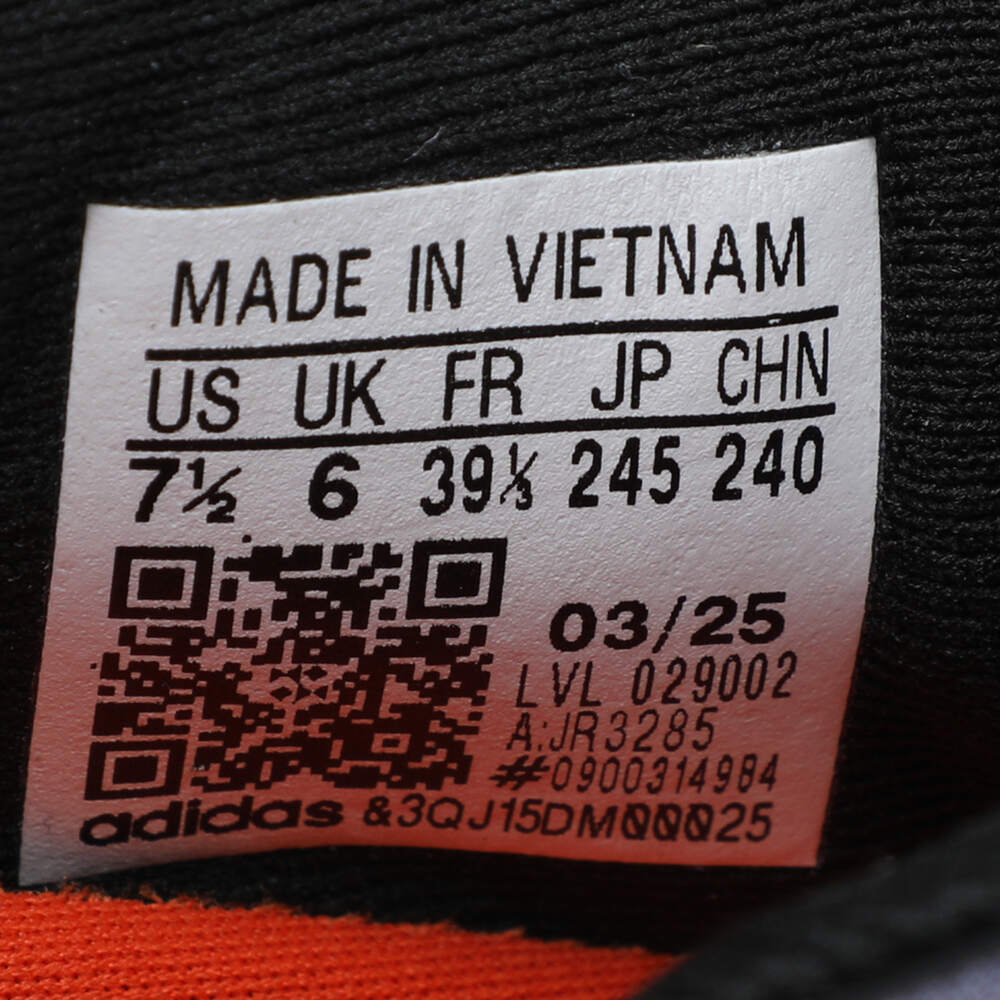 MADE IN VIETNAM
US UK FR JP CHN
7½ 6 39⅓ 245 240
03/25
LVL 029002
A:JR3285
#0900314984
adidas &3QJ15DM00025